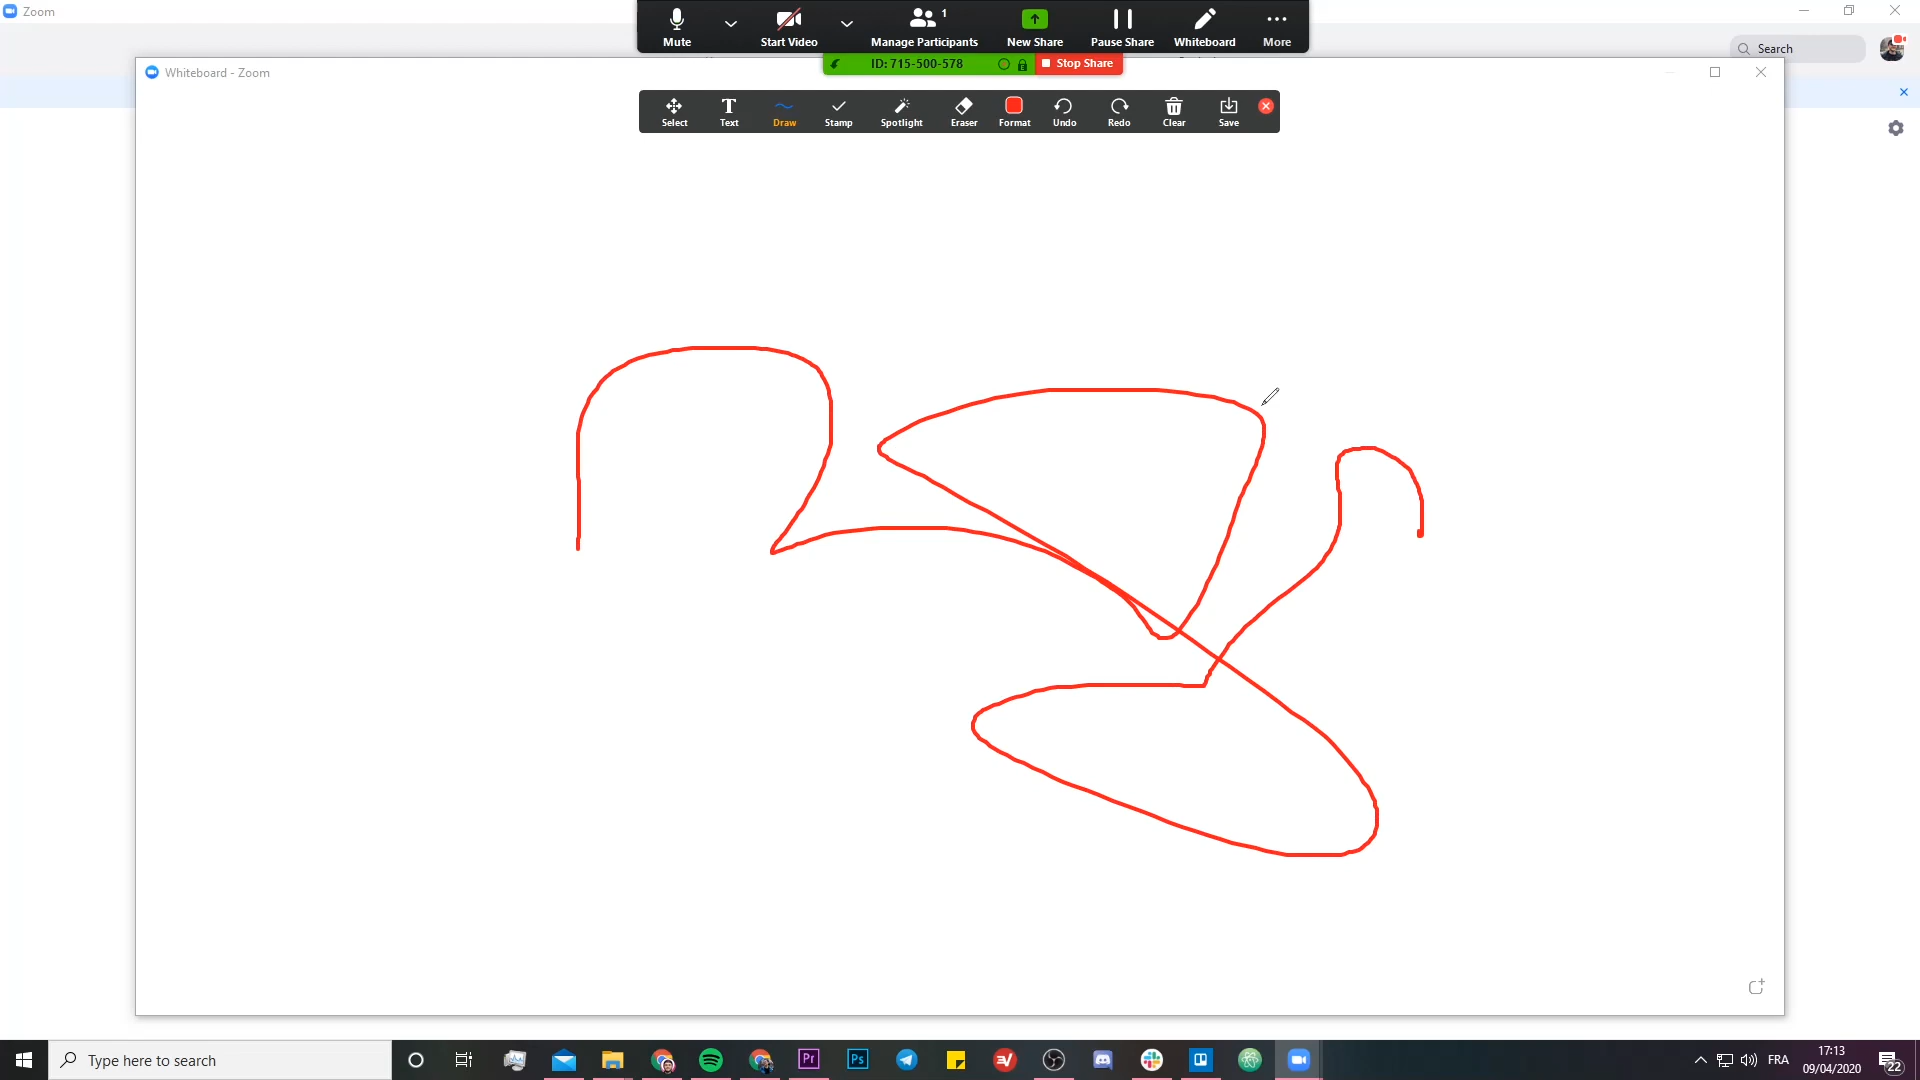 Zoom
Mute
Start Video
1
Manage Participants
New Share
Pause Share
Whiteboard
More
Search
ID: 715-500-578
Stop Share
Whiteboard - Zoom
Select
Text
Draw
Stamp
Spotlight
Eraser
Format
Undo
Redo
Clear
Save
Type here to search
Pr
Ps
FRA
17:13
09/04/2020
22